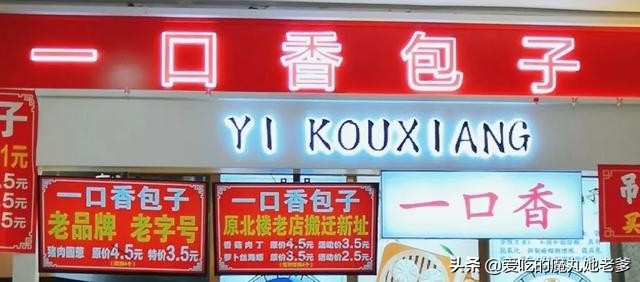 一口香包子
YI KOUXIANG
子
1元
.5元
.5元
.5元
一口香包子
老品牌 老字号
猪肉圆葱 原价4.5元 特价3.5元
一口香包子
原北楼老店搬迁新址
香菇肉丁 原价4.5元 活动价3.5元
萝卜丝海蛎 原价3.5元 活动价2.5元
一口香
头条 @爱吃的魔丸她老爹